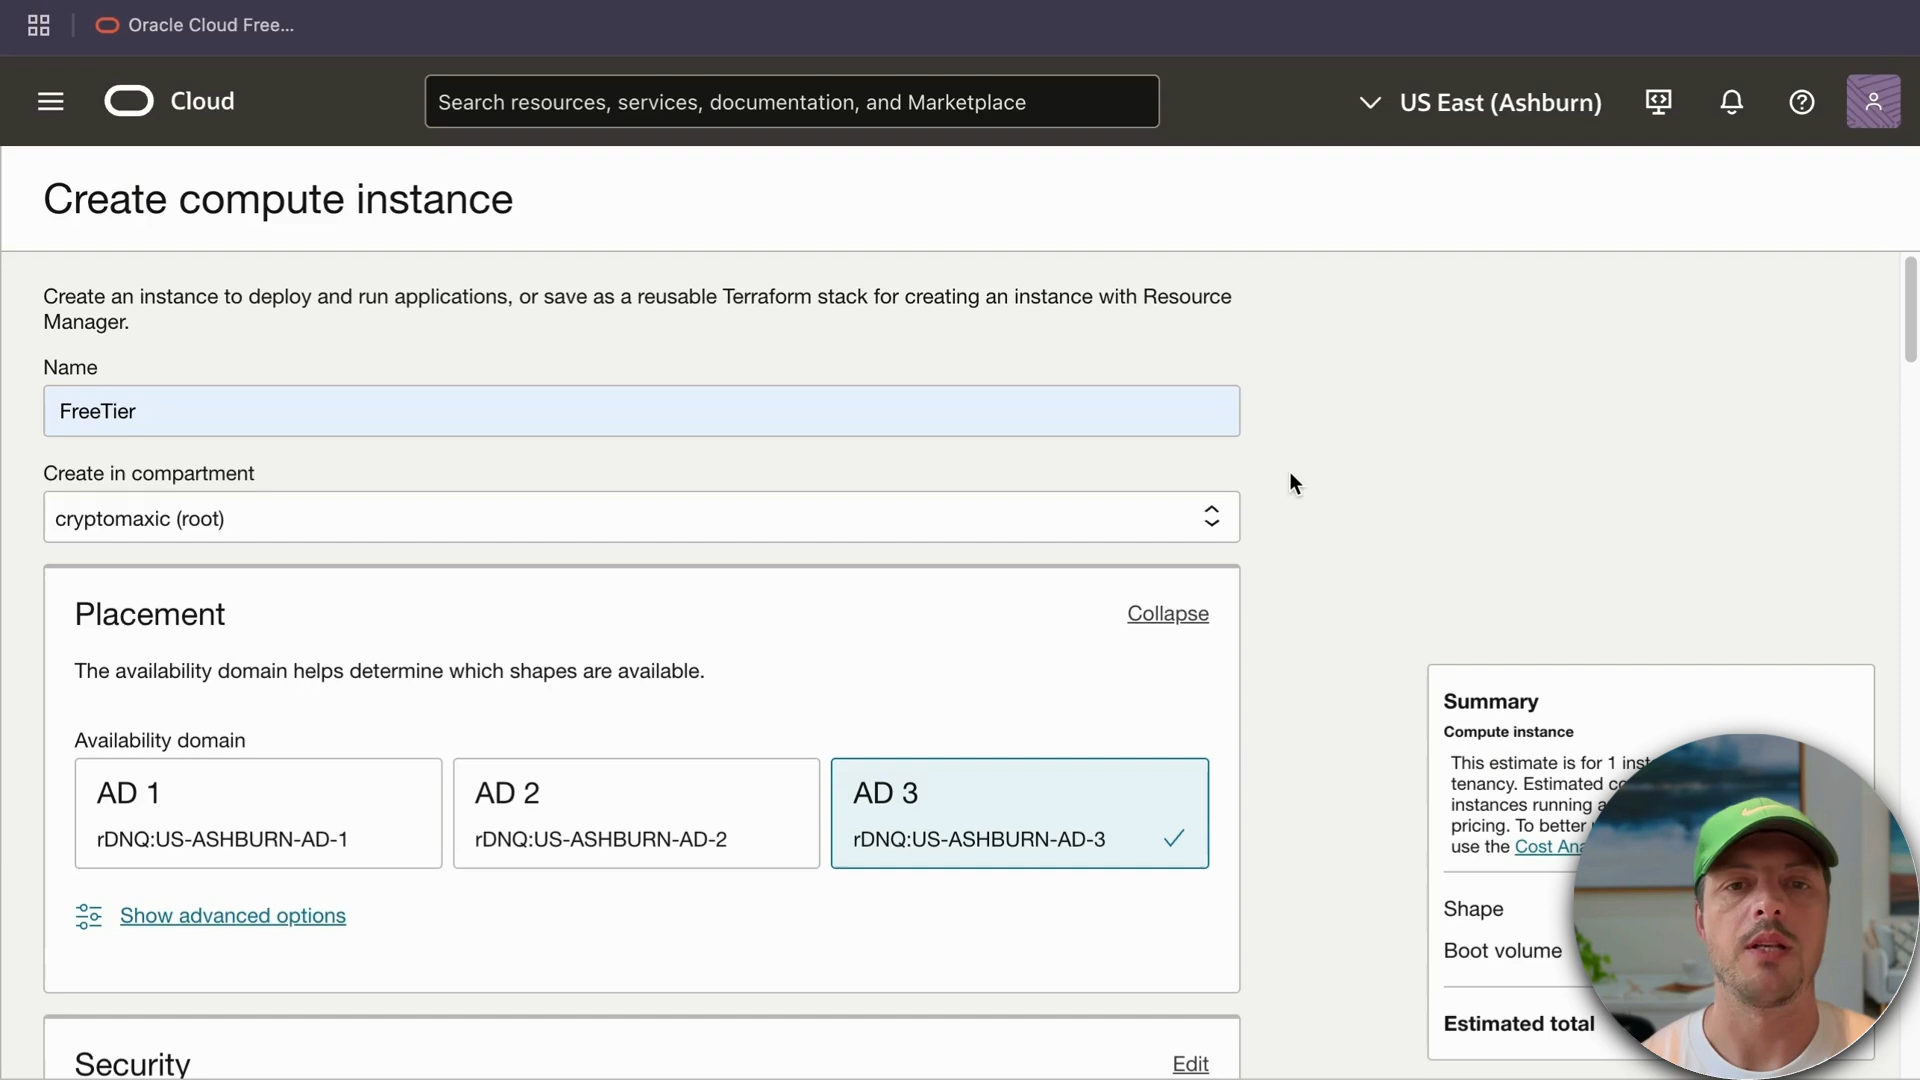 Oracle Cloud Free...
Cloud
Search resources, services, documentation, and Marketplace
US East (Ashburn)
Create compute instance
Create an instance to deploy and run applications, or save as a reusable Terraform stack for creating an instance with Resource
Manager.
Name
FreeTier
Create in compartment
cryptomaxic (root)
Placement
Collapse
The availability domain helps determine which shapes are available.
Availability domain
AD 1
rDNQ:US-ASHBURN-AD-1
AD 2
rDNQ:US-ASHBURN-AD-2
AD 3
rDNQ:US-ASHBURN-AD-3
Show advanced options
Security
Edit
Summary
Compute instance
This estimate is for 1
tenancy. Estimated
instances running
pricing. To better
use the Cost
Shape
Boot volume
Estimated total